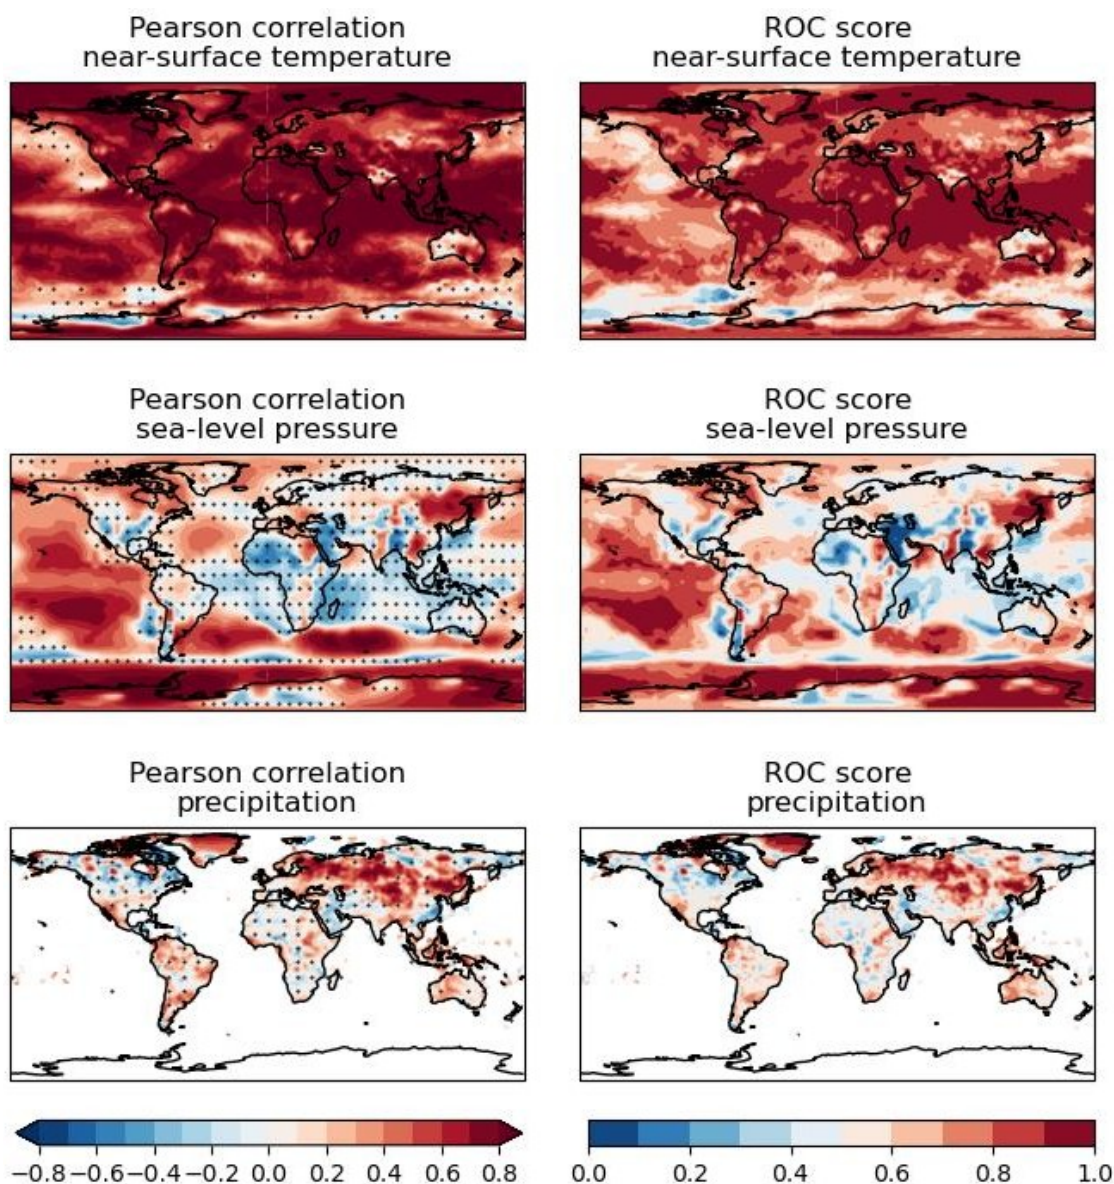 Pearson correlation
near-surface temperature
ROC score
near-surface temperature
Pearson correlation
sea-level pressure
ROC score
sea-level pressure
Pearson correlation
precipitation
ROC score
precipitation
−0.8 −0.6 −0.4 −0.2 0.0 0.2 0.4 0.6 0.8
0.0 0.2 0.4 0.6 0.8 1.0